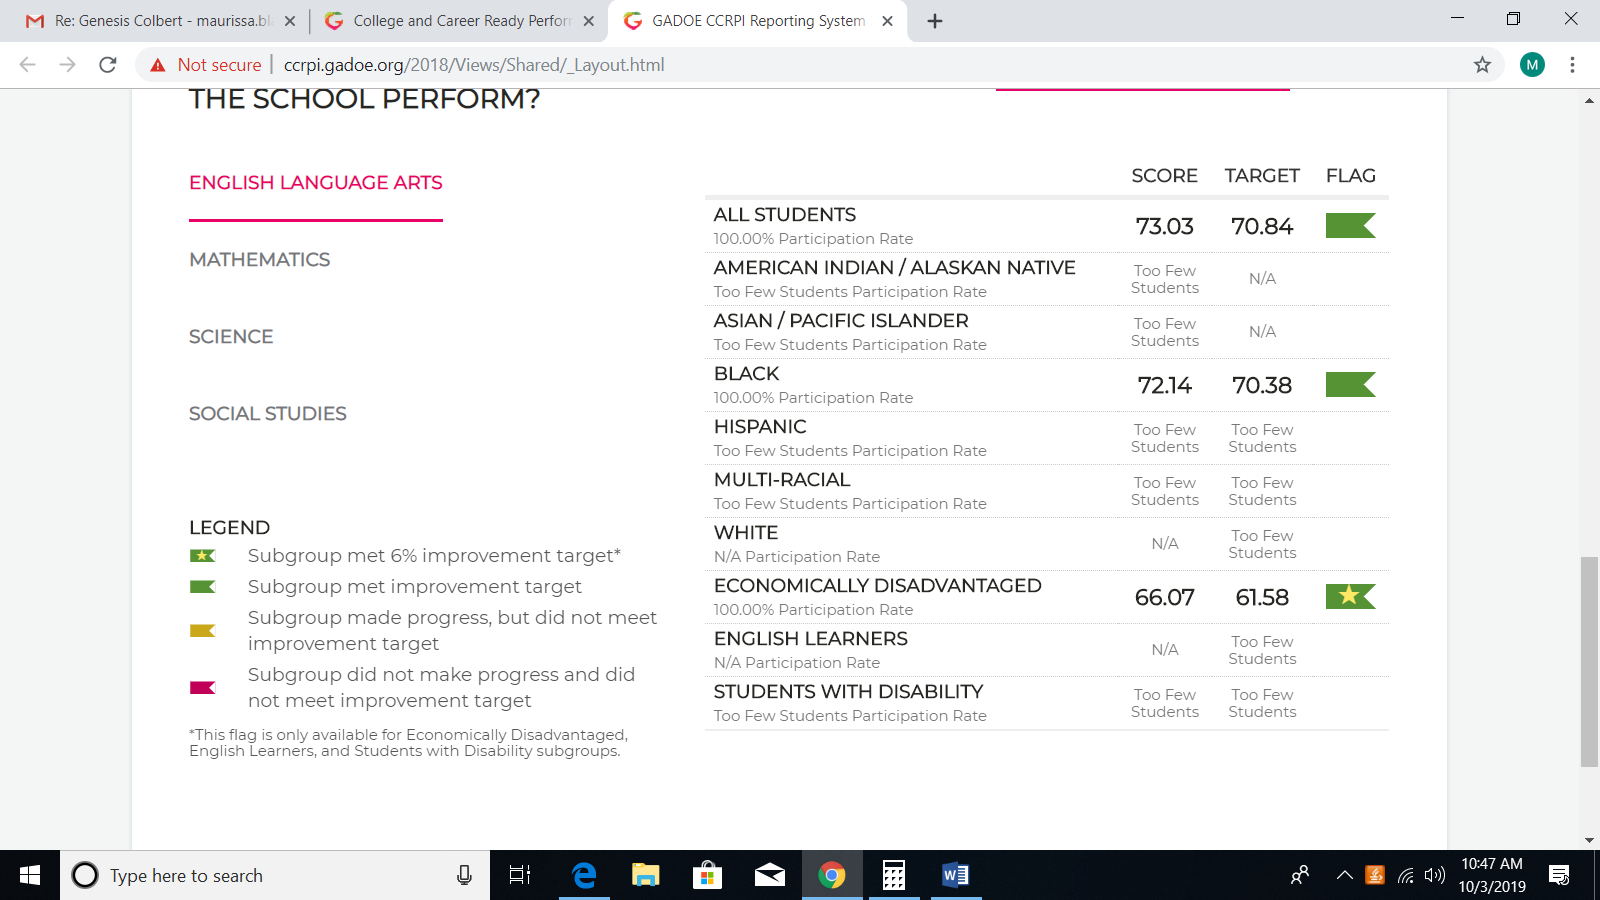 Re: Genesis Colbert - maurissa.bl
College and Career Ready Perfor
GADOE CCRPI Reporting System
Not secure
ccrpi.gadoe.org/2018/Views/Shared/_Layout.html
M
THE SCHOOL PERFORM?
ENGLISH LANGUAGE ARTS
MATHEMATICS
SCIENCE
SOCIAL STUDIES
LEGEND
Subgroup met 6% improvement target*
Subgroup met improvement target
Subgroup made progress, but did not meet
improvement target
Subgroup did not make progress and did
not meet improvement target
*This flag is only available for Economically Disadvantaged,
English Learners, and Students with Disability subgroups.
SCORE TARGET FLAG
ALL STUDENTS
100.00% Participation Rate
73.03 70.84
AMERICAN INDIAN / ALASKAN NATIVE
Too Few Students Participation Rate
Too Few
Students
N/A
ASIAN / PACIFIC ISLANDER
Too Few Students Participation Rate
Too Few
Students
N/A
BLACK
100.00% Participation Rate
72.14 70.38
HISPANIC
Too Few Students Participation Rate
Too Few
Students
Too Few
Students
MULTI-RACIAL
Too Few Students Participation Rate
Too Few
Students
Too Few
Students
WHITE
N/A Participation Rate
N/A
Too Few
Students
ECONOMICALLY DISADVANTAGED
100.00% Participation Rate
66.07 61.58
ENGLISH LEARNERS
N/A Participation Rate
N/A
Too Few
Students
STUDENTS WITH DISABILITY
Too Few Students Participation Rate
Too Few
Students
Too Few
Students
Type here to search
10:47 AM
10/3/2019